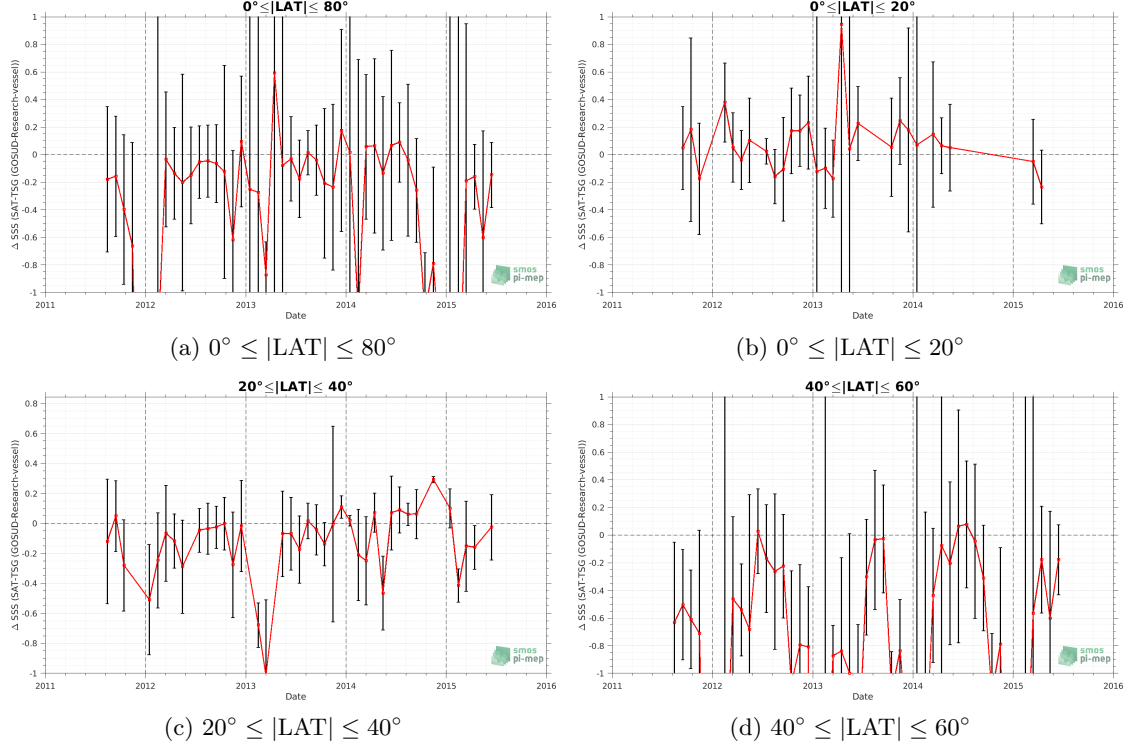 0°≤|LAT|≤ 80°
Δ SSS (SAT-TSG (GOSUD-Research-vessel))
1
0.8
0.6
0.4
0.2
0
-0.2
-0.4
-0.6
-0.8
-1
2011 2012 2013 2014 2015 2016
Date
smos
pi-mep
(a) 0° ≤ |LAT| ≤ 80°
0°≤|LAT|≤ 20°
Δ SSS (SAT-TSG (GOSUD-Research-vessel))
1
0.8
0.6
0.4
0.2
0
-0.2
-0.4
-0.6
-0.8
-1
2011 2012 2013 2014 2015 2016
Date
smos
pi-mep
(b) 0° ≤ |LAT| ≤ 20°
20°≤|LAT|≤ 40°
Δ SSS (SAT-TSG (GOSUD-Research-vessel))
0.8
0.6
0.4
0.2
0
-0.2
-0.4
-0.6
-0.8
-1
2011 2012 2013 2014 2015 2016
Date
smos
pi-mep
(c) 20° ≤ |LAT| ≤ 40°
40°≤|LAT|≤ 60°
Δ SSS (SAT-TSG (GOSUD-Research-vessel))
1
0.8
0.6
0.4
0.2
0
-0.2
-0.4
-0.6
-0.8
-1
2011 2012 2013 2014 2015 2016
Date
smos
pi-mep
(d) 40° ≤ |LAT| ≤ 60°